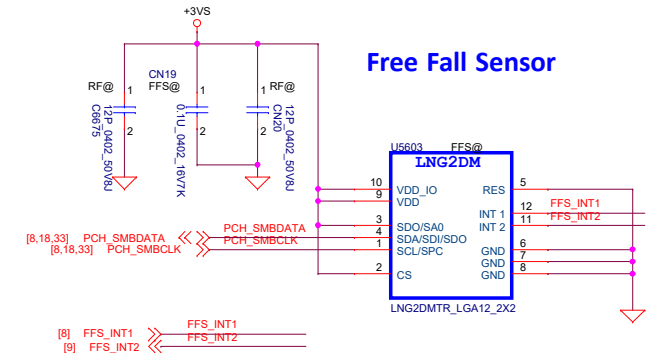 +3VS
Free Fall Sensor
CN19
RF@
FFS@
RF@
1
1
1
12P_0402_50V8J
C6675
0.1U_0402_16V7K
12P_0402_50V8J
CN20
2
2
2
U5603 FFS@
LNG2DM
10 VDD_IO RES 5
9 VDD
INT 1 12 FFS_INT1
INT 2 11 FFS_INT2
3 SDO/SA0
[8,18,33] PCH_SMBDATA PCH_SMBDATA 4 SDA/SDI/SDO
[8,18,33] PCH_SMBCLK PCH_SMBCLK 1 SCL/SPC
GND 6
GND 7
2 CS GND 8
LNG2DMTR_LGA12_2X2
[8] FFS_INT1 FFS_INT1
[9] FFS_INT2 FFS_INT2